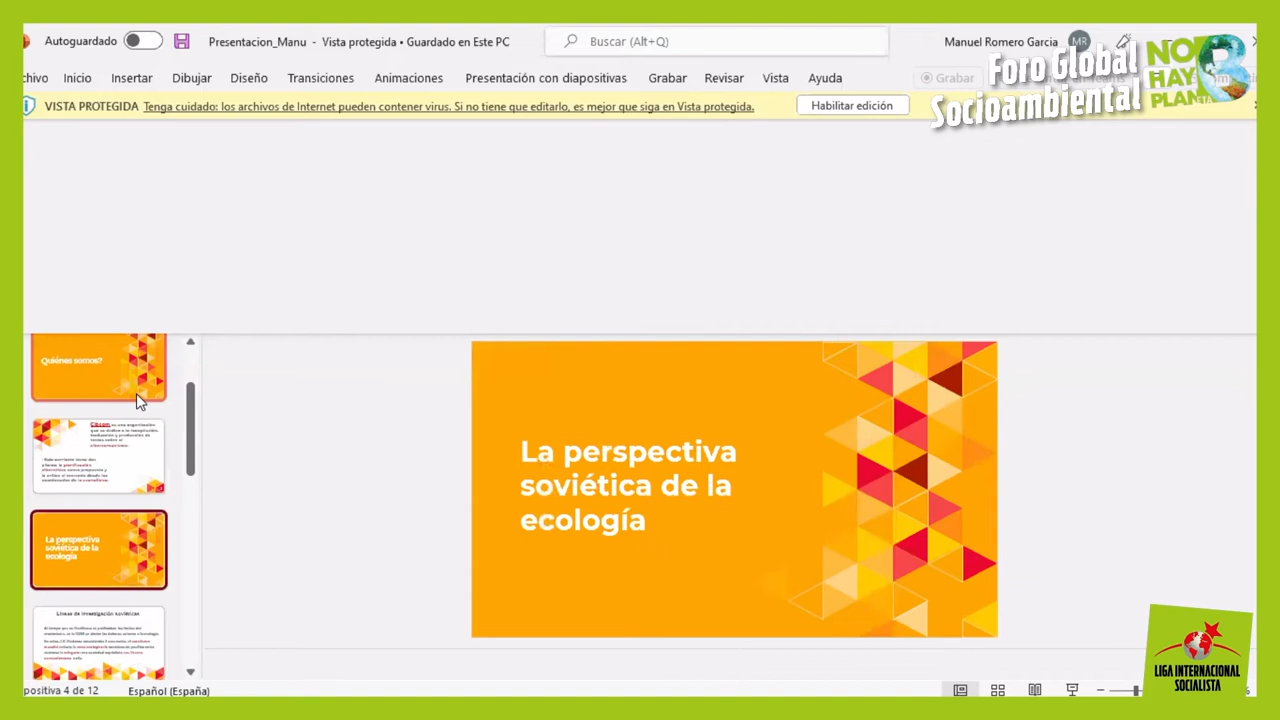 Autoguardado
Presentacion_Manu - Vista protegida • Guardado en Este PC
Buscar (Alt+Q)
Manuel Romero Garcia
MR
chivo Inicio Insertar Dibujar Diseño Transiciones Animaciones Presentación con diapositivas Grabar Revisar Vista Ayuda
Grabar
Foro Global
Socioambiental
NO
HAY
PLAN
ETA
B
VISTA PROTEGIDA Tenga cuidado: los archivos de Internet pueden contener virus. Si no tiene que editarlo, es mejor que siga en Vista protegida.
Habilitar edición
Quiénes somos?
La perspectiva
soviética de la
ecología
La perspectiva
soviética de la
ecología
Líneas de investigación soviéticas
LIGA INTERNACIONAL
SOCIALISTA
positiva 4 de 12
Español (España)